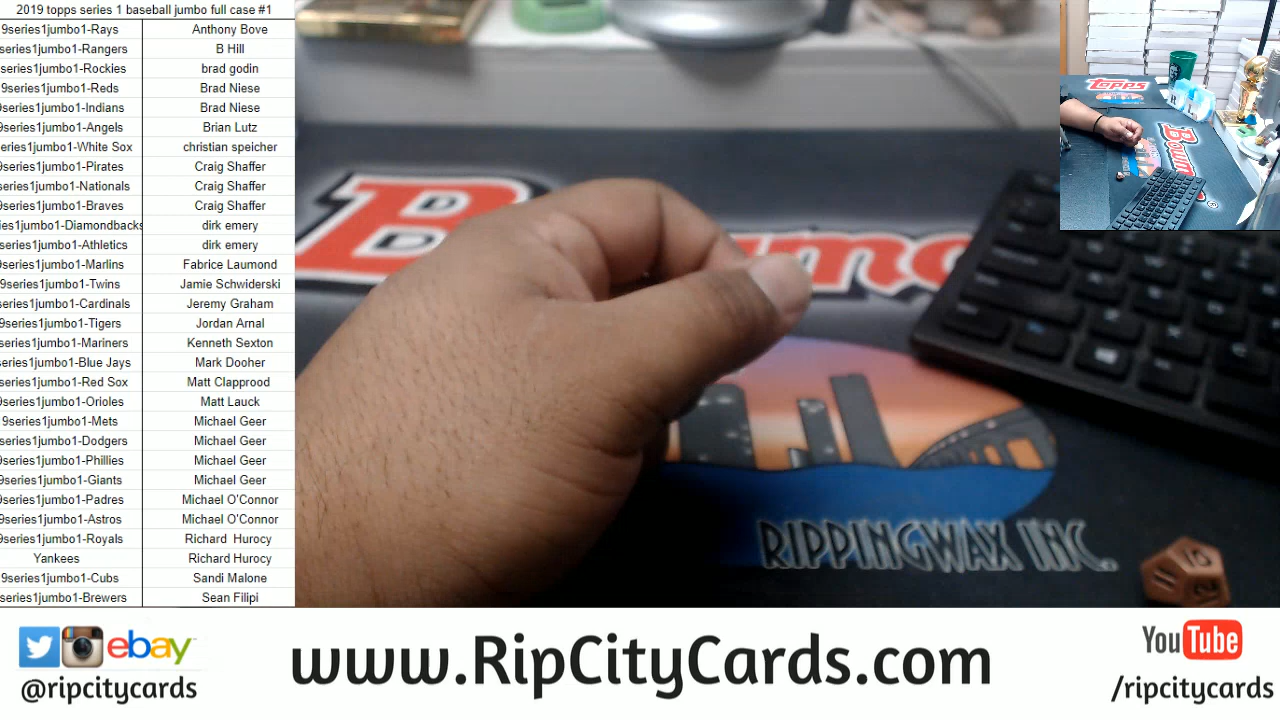 2019 topps series 1 baseball jumbo full case #1
9series1jumbo1-Rays Anthony Bove
series1jumbo1-Rangers B Hill
series1jumbo1-Rockies brad godin
9series1jumbo1-Reds Brad Niese
9series1jumbo1-Indians Brad Niese
9series1jumbo1-Angels Brian Lutz
eries1jumbo1-White Sox christian speicher
9series1jumbo1-Pirates Craig Shaffer
series1jumbo1-Nationals Craig Shaffer
9series1jumbo1-Braves Craig Shaffer
ies1jumbo1-Diamondbacks dirk emery
series1jumbo1-Athletics dirk emery
9series1jumbo1-Marlins Fabrice Laumond
9series1jumbo1-Twins Jamie Schwiderski
series1jumbo1-Cardinals Jeremy Graham
9series1jumbo1-Tigers Jordan Arnal
series1jumbo1-Mariners Kenneth Sexton
series1jumbo1-Blue Jays Mark Dooher
series1jumbo1-Red Sox Matt Clapprood
series1jumbo1-Orioles Matt Lauck
9series1jumbo1-Mets Michael Geer
series1jumbo1-Dodgers Michael Geer
9series1jumbo1-Phillies Michael Geer
9series1jumbo1-Giants Michael Geer
series1jumbo1-Padres Michael O'Connor
9series1jumbo1-Astros Michael O'Connor
9series1jumbo1-Royals Richard Hurocy
Yankees Richard Hurocy
9series1jumbo1-Cubs Sandi Malone
series1jumbo1-Brewers Sean Filipi
topps
RIPPINGWAX INC.
ebay
@ripcitycards
www.RipCityCards.com
YouTube
/ripcitycards